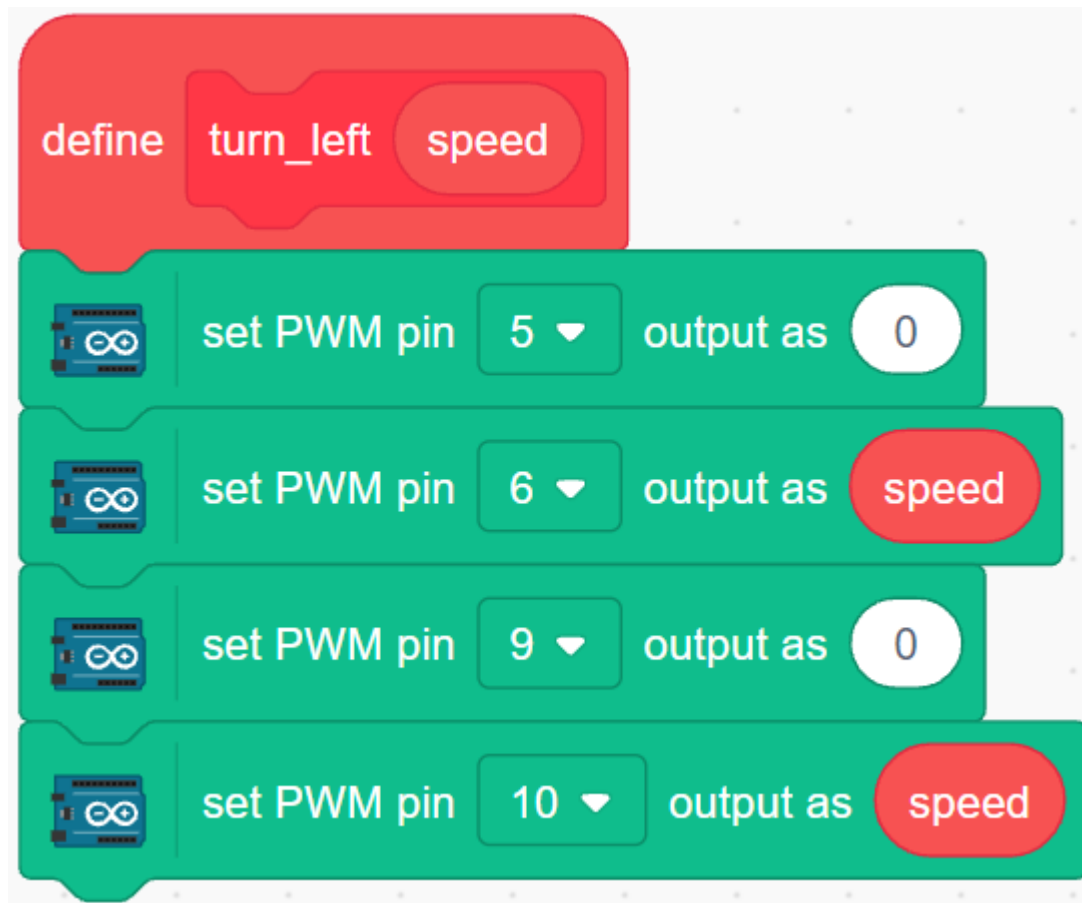 define turn_left speed
set PWM pin 5 output as 0
set PWM pin 6 output as speed
set PWM pin 9 output as 0
set PWM pin 10 output as speed